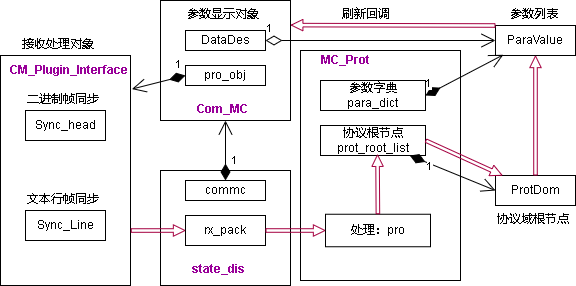 接收处理对象
CM_Plugin_Interface
二进制帧同步
Sync_head
文本行帧同步
Sync_Line
参数显示对象
DataDes
1
pro_obj
1
Com_MC
1
commc
rx_pack
state_dis
刷新回调
MC_Prot
参数字典
para_dict
1
协议根节点
prot_root_list
1
处理：pro
参数列表
ParaValue
ProtDom
协议域根节点